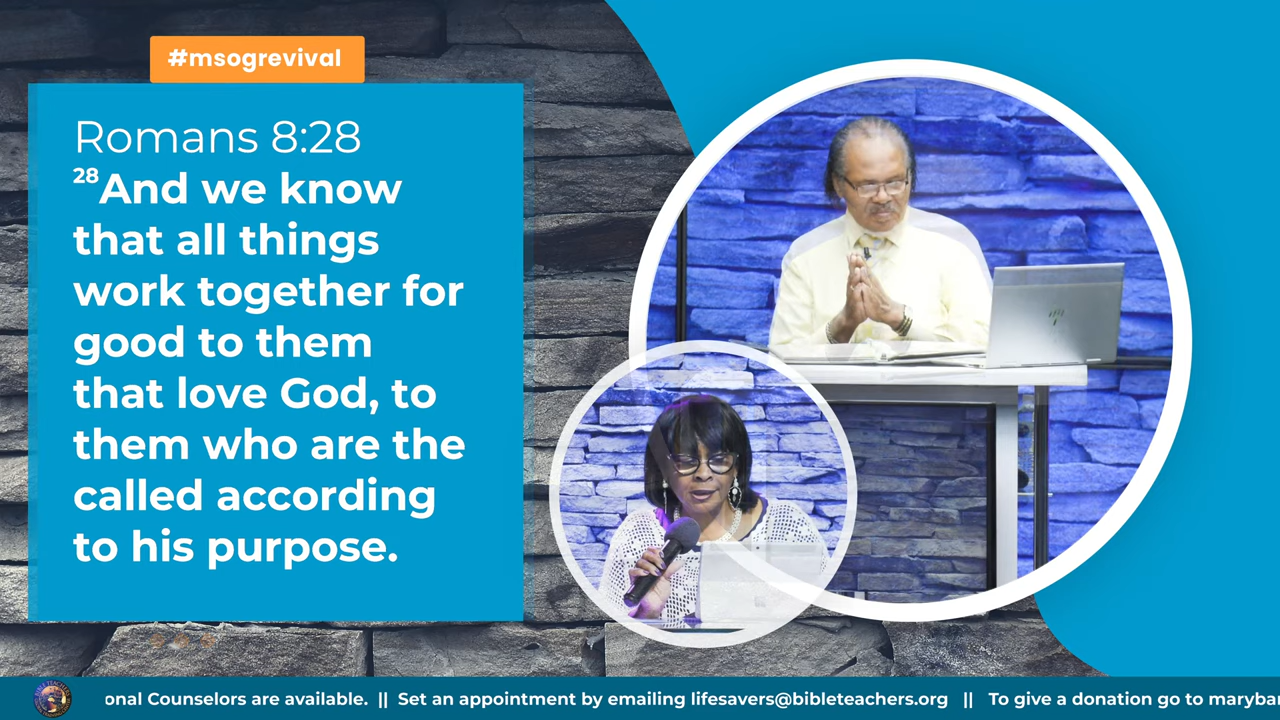 #msogrevival
Romans 8:28
28And we know
that all things
work together for
good to them
that love God, to
them who are the
called according
to his purpose.
onal Counselors are available. || Set an appointment by emailing lifesavers@bibleteachers.org || To give a donation go to marybar